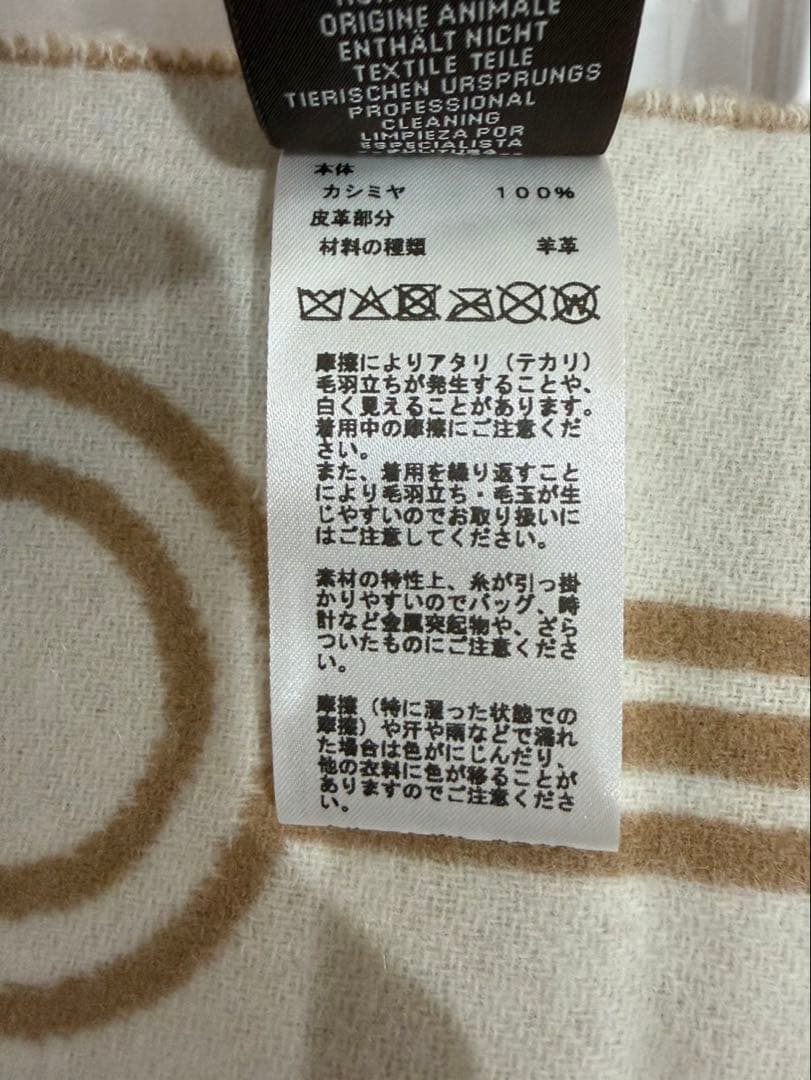 ORIGINE ANIMALE
ENTHÄLT NICHT
TEXTILE TEILE
TIERISCHEN URSPRUNGS
PROFESSIONAL
CLEANING
LIMPIEZA POR
ESPECIALISTA
本体
カシミヤ 100%
皮革部分
材料の種類 羊革
W
摩擦によりアタリ(テカリ)
毛羽立ちが発生することや、
白く見えることがあります。
着用中の摩擦にご注意くだ
さい。
また、着用を繰り返すこと
により毛羽立ち・毛玉が生
じやすいのでお取り扱いに
はご注意してください。
素材の特性上、糸が引っ掛
かりやすいのでバッグ、時
計など金属突起物や、ざら
ついたものにご注意くださ
い。
摩擦(特に湿った状態での
摩擦)や汗や雨などで濡れ
た場合は色がにじんだり、
他の衣料に色が移ることが
ありますのでご注意くださ
い。